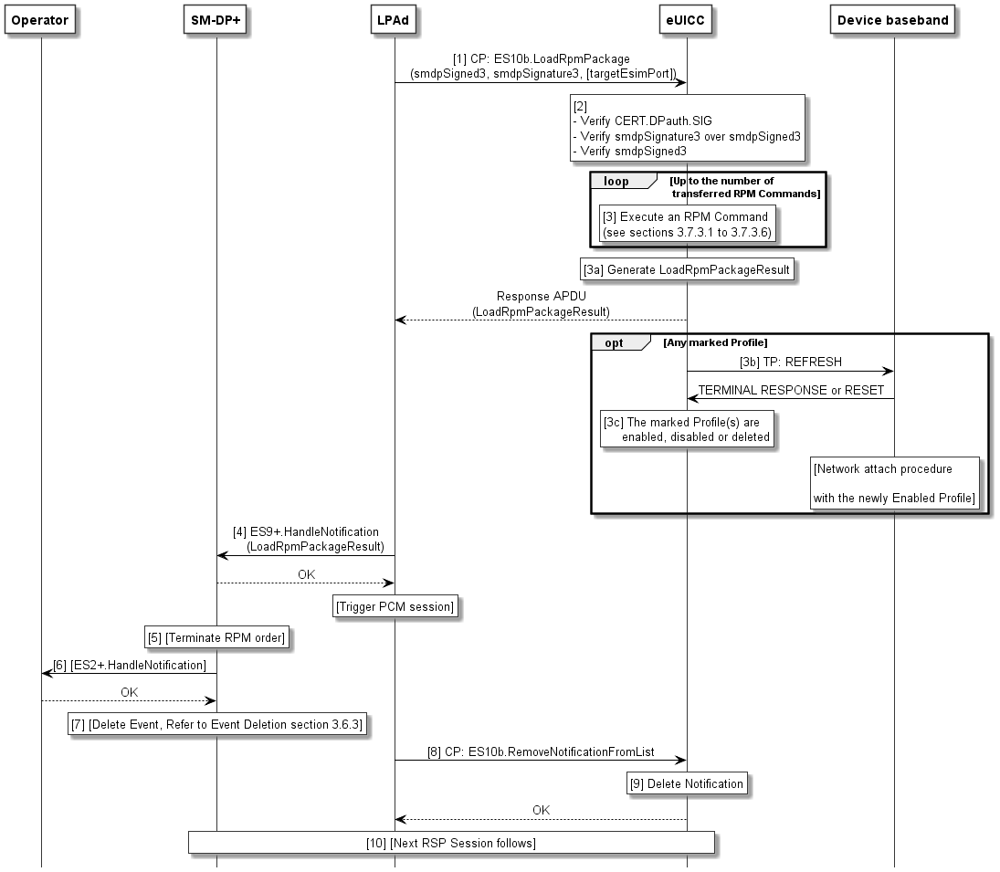 Operator
SM-DP+
LPAd
eUICC
Device baseband
[1] CP: ES10b.LoadRpmPackage
(smdpSigned3, smdpSignature3, [targetEsimPort])
[2]
- Verify CERT.DPauth.SIG
- Verify smdpSignature3 over smdpSigned3
- Verify smdpSigned3
loop
[Up to the number of
transferred RPM Commands]
[3] Execute an RPM Command
(see sections 3.7.3.1 to 3.7.3.6)
[3a] Generate LoadRpmPackageResult
Response APDU
(LoadRpmPackageResult)
opt
[Any marked Profile]
[3b] TP: REFRESH
TERMINAL RESPONSE or RESET
[3c] The marked Profile(s) are
enabled, disabled or deleted
[Network attach procedure
with the newly Enabled Profile]
[4] ES9+.HandleNotification
(LoadRpmPackageResult)
OK
[Trigger PCM session]
[5] [Terminate RPM order]
[6] [ES2+.HandleNotification]
OK
[7] [Delete Event, Refer to Event Deletion section 3.6.3]
[8] CP: ES10b.RemoveNotificationFromList
[9] Delete Notification
OK
[10] [Next RSP Session follows]